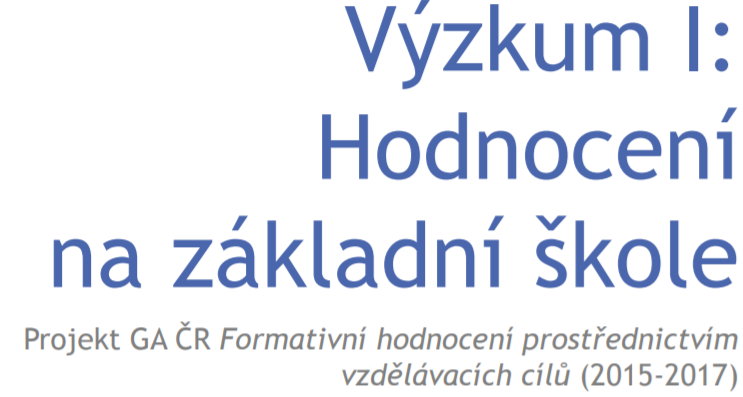 Výzkum I:
Hodnocení
na základní škole
Projekt GA ČR Formativní hodnocení prostřednictvím
vzdělávacích cílů (2015-2017)